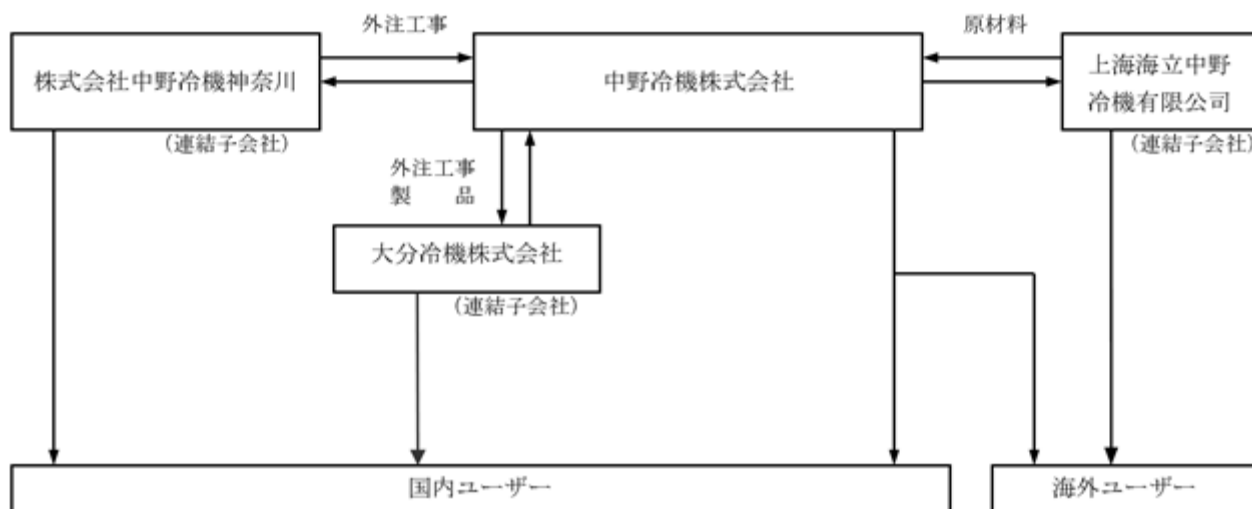 外注工事
原材料
株式会社中野冷機神奈川
中野冷機株式会社
上海海立中野
冷機有限公司
(連結子会社)
(連結子会社)
外注工事
製　　品
大分冷機株式会社
(連結子会社)
国内ユーザー
海外ユーザー